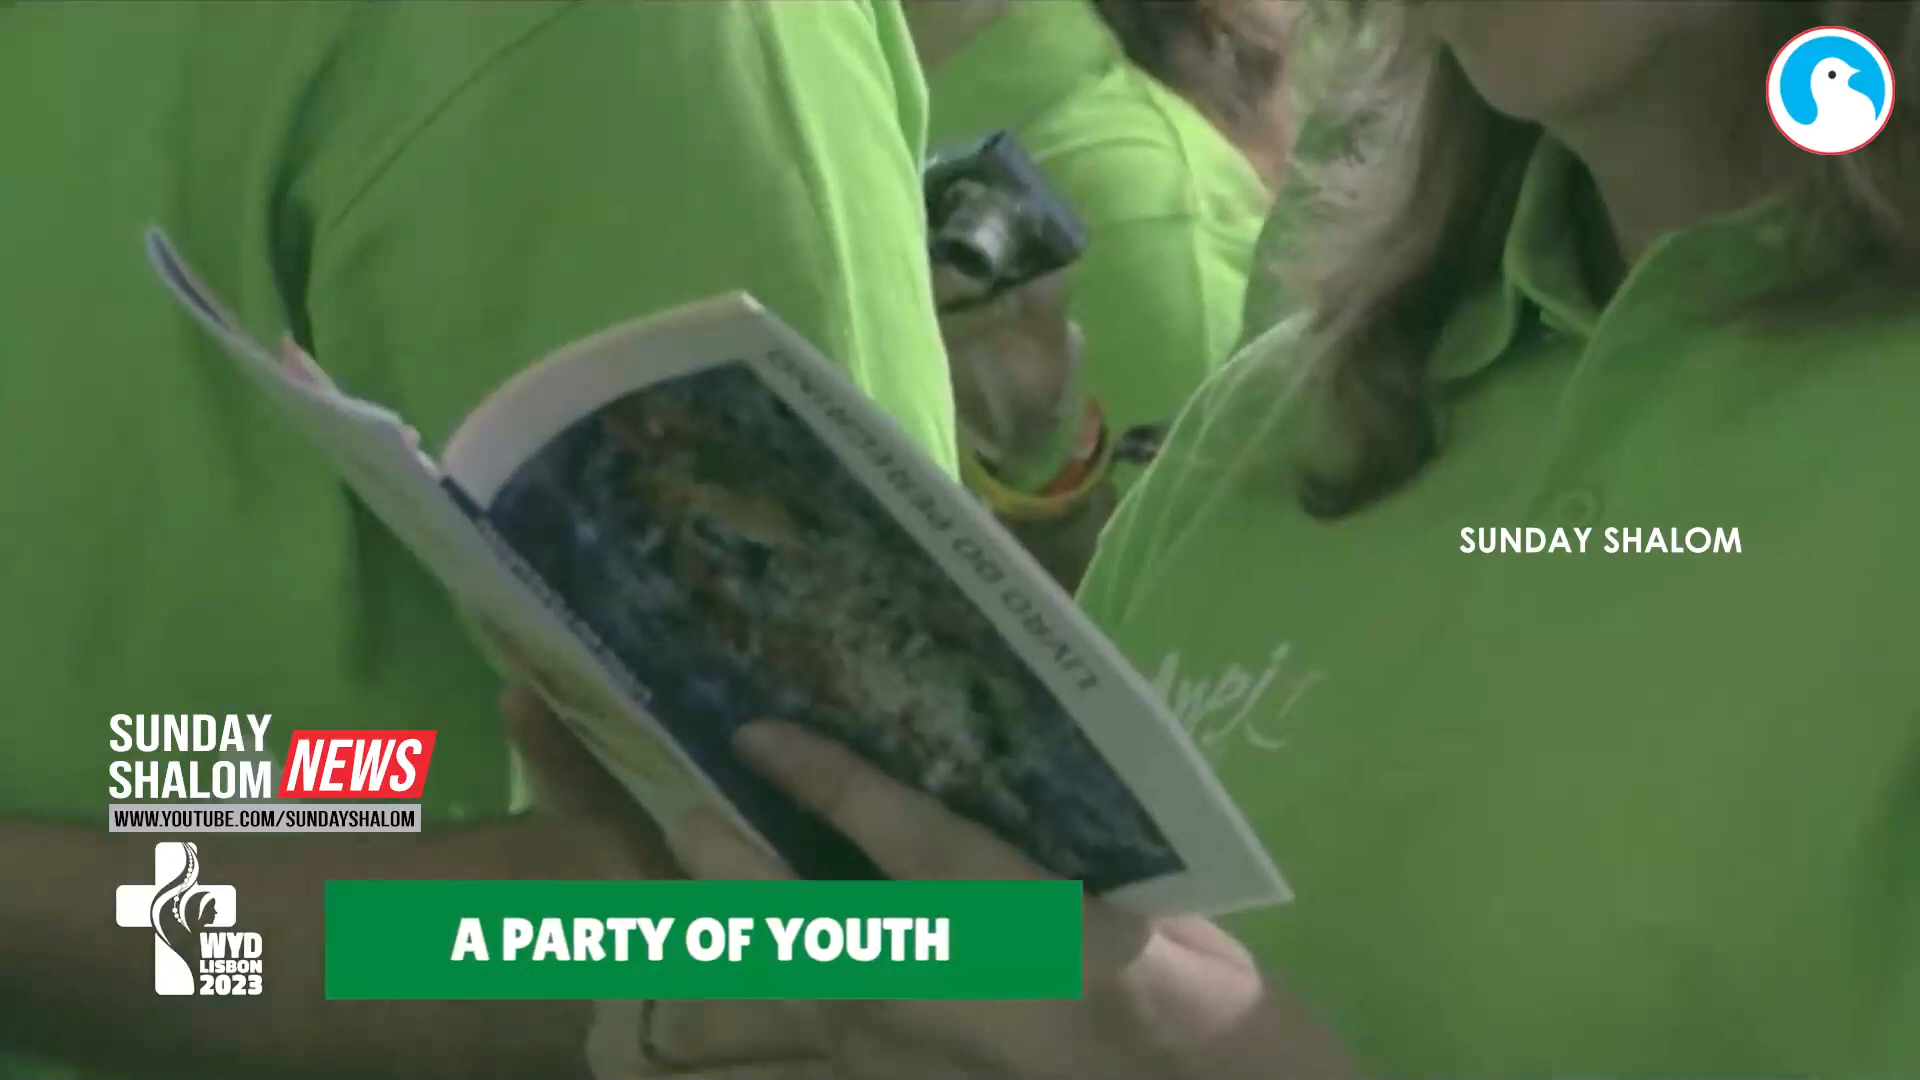 SUNDAY SHALOM
LIVRO DO PEREGRINO
SUNDAY
SHALOM NEWS
WWW.YOUTUBE.COM/SUNDAYSHALOM
WYD
LISBON
2023
A PARTY OF YOUTH